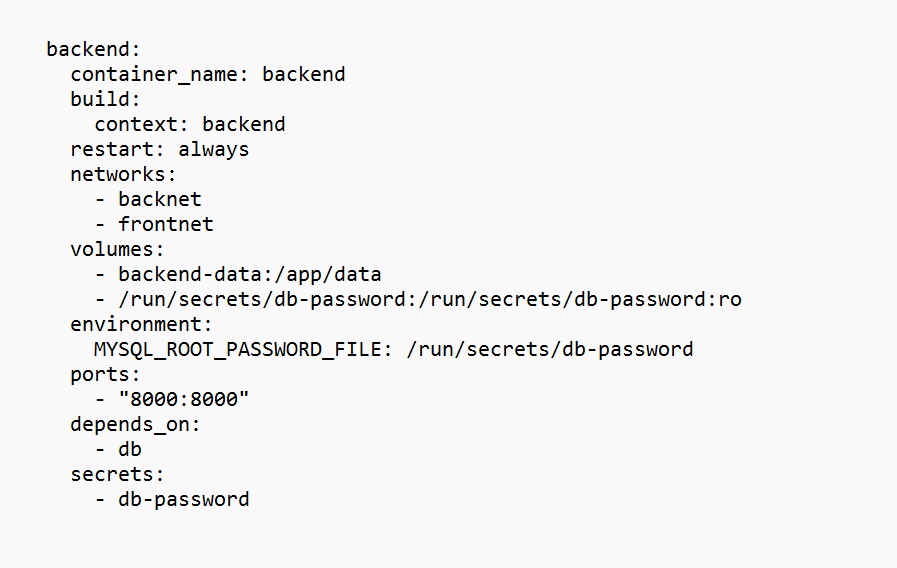 backend:
  container_name: backend
  build:
    context: backend
  restart: always
  networks:
    - backnet
    - frontnet
  volumes:
    - backend-data:/app/data
    - /run/secrets/db-password:/run/secrets/db-password:ro
  environment:
    MYSQL_ROOT_PASSWORD_FILE: /run/secrets/db-password
  ports:
    - "8000:8000"
  depends_on:
    - db
  secrets:
    - db-password